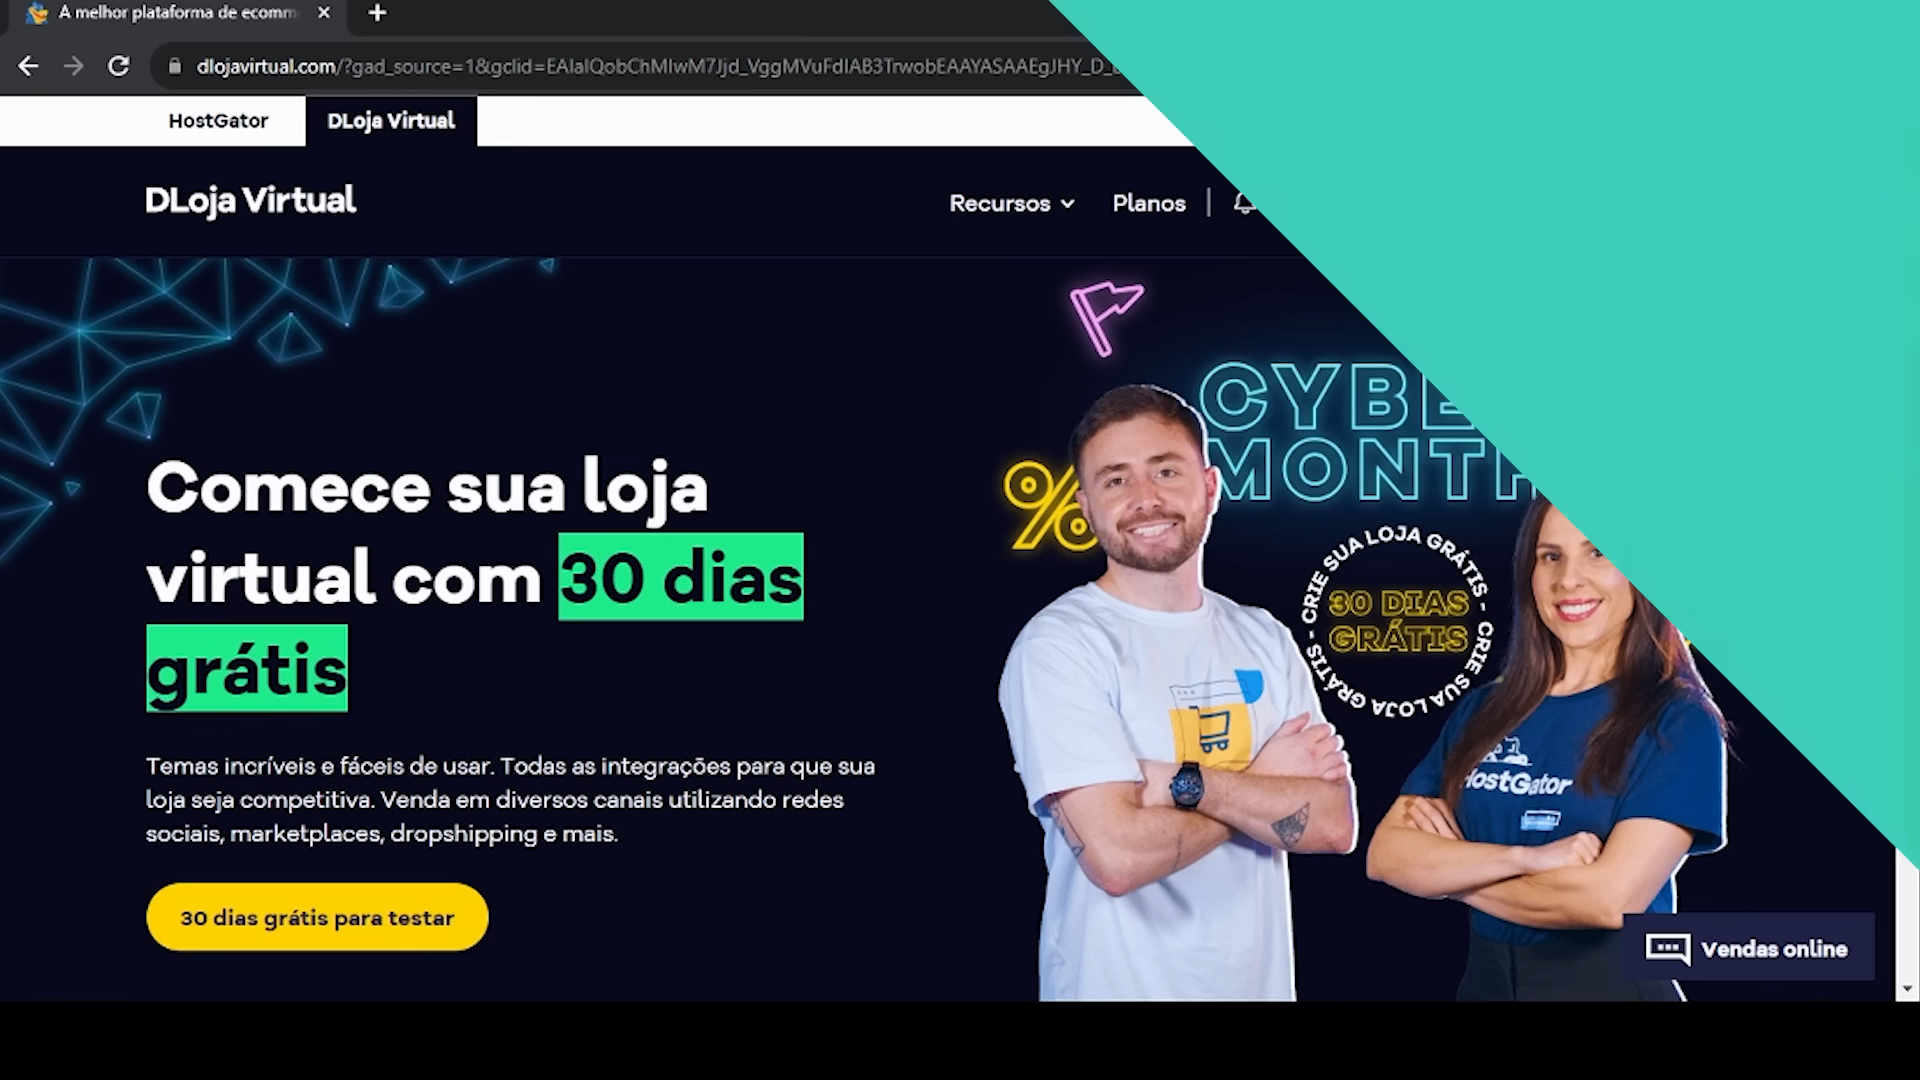 A melhor plataforma de ecomm
dlojavirtual.com/?gad_source=1&gclid=EAIaIQobChMIwM7Jjd_VggMVuFdIAB3TrwobEAAYASAAEgJHY_D_
HostGator
DLoja Virtual
DLoja Virtual
Recursos
Planos
Comece sua loja
virtual com 30 dias
grátis
Temas incríveis e fáceis de usar. Todas as integrações para que sua
loja seja competitiva. Venda em diversos canais utilizando redes
sociais, marketplaces, dropshipping e mais.
30 dias grátis para testar
%
CYBE
MONTH
CRIE SUA LOJA GRÁTIS - CRIE SUA LOJA GRÁTIS -
30 DIAS
GRÁTIS
HostGator
Vendas online